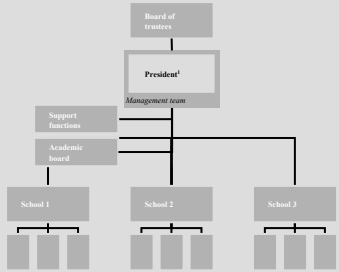 Board of
trustees
President¹
Management team
Support
functions
Academic
board
School 1
School 2
School 3